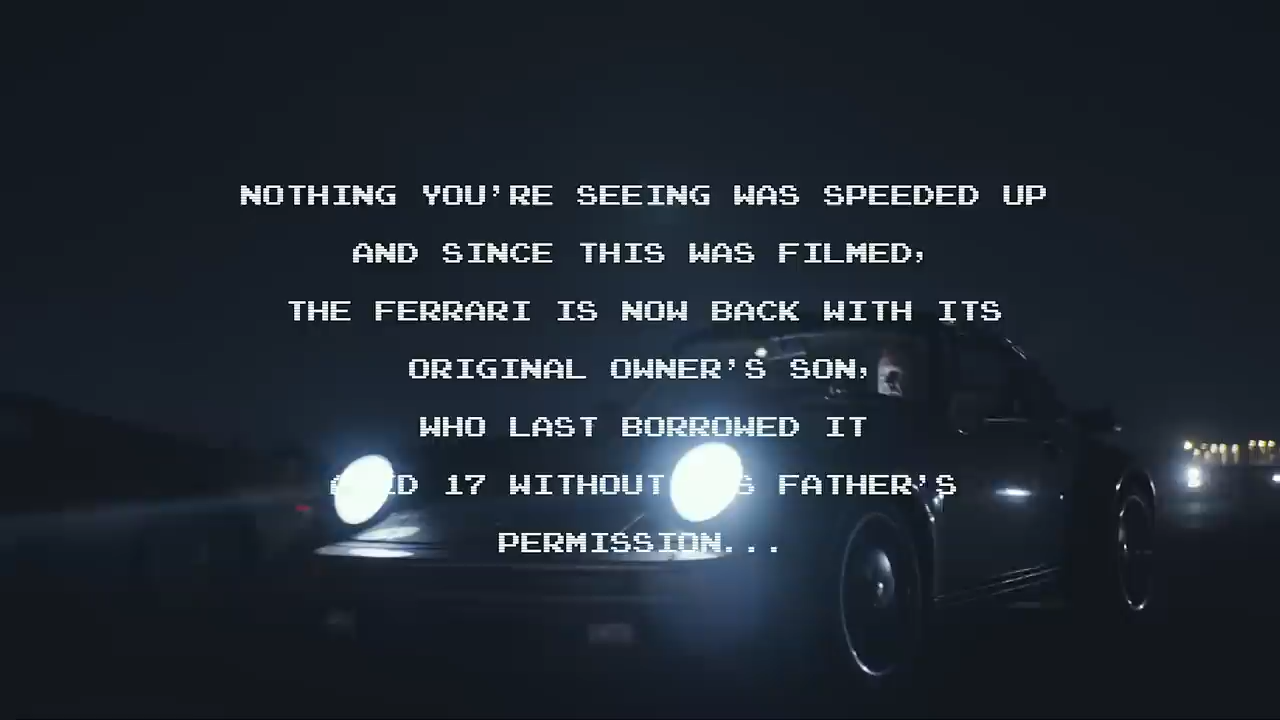 NOTHING YOU'RE SEEING WAS SPEEDED UP
AND SINCE THIS WAS FILMED,
THE FERRARI IS NOW BACK WITH ITS
ORIGINAL OWNER'S SON,
WHO LAST BORROWED IT
17 WITHOUT FATHER'S
PERMISSION...